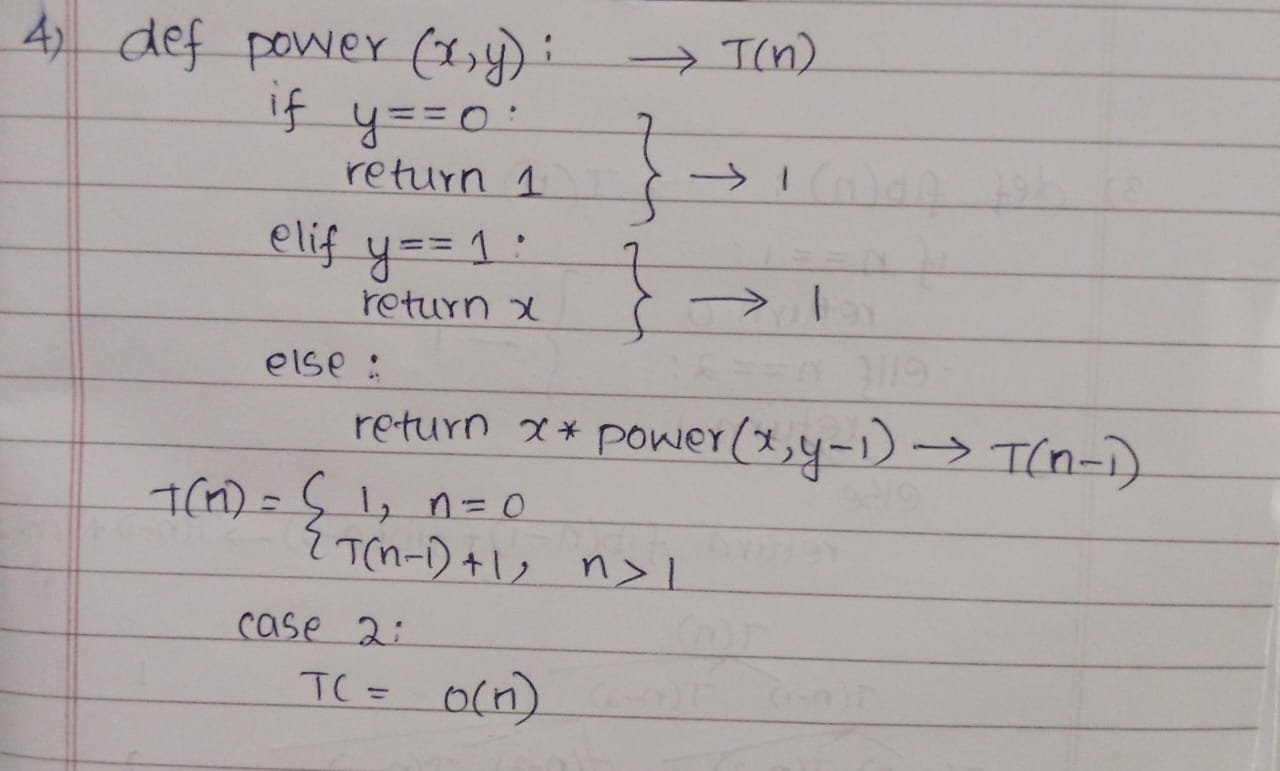 4) def power (x,y): → T(n)
if y==0:
return 1 } → 1
elif y==1:
return x } → 1
else:
return x * power(x,y-1) → T(n-1)
T(n) = { 1, n=0
{ T(n-1)+1, n>1
case 2:
TC = O(n)